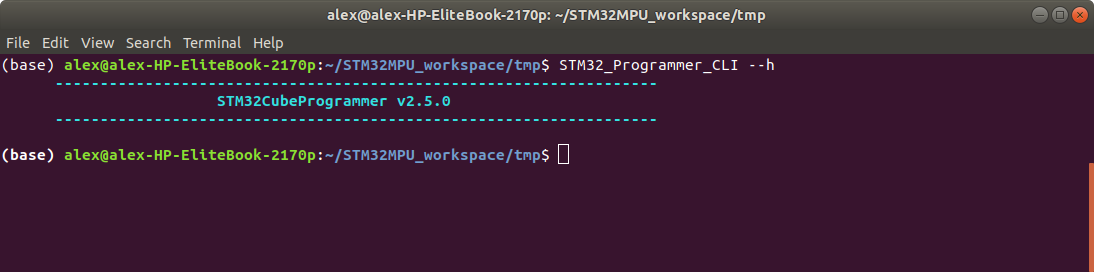 alex@alex-HP-EliteBook-2170p: ~/STM32MPU_workspace/tmp
File Edit View Search Terminal Help
(base) alex@alex-HP-EliteBook-2170p:~/STM32MPU_workspace/tmp$ STM32_Programmer_CLI --h
-------------------------------------------------------------------
STM32CubeProgrammer v2.5.0
-------------------------------------------------------------------
(base) alex@alex-HP-EliteBook-2170p:~/STM32MPU_workspace/tmp$